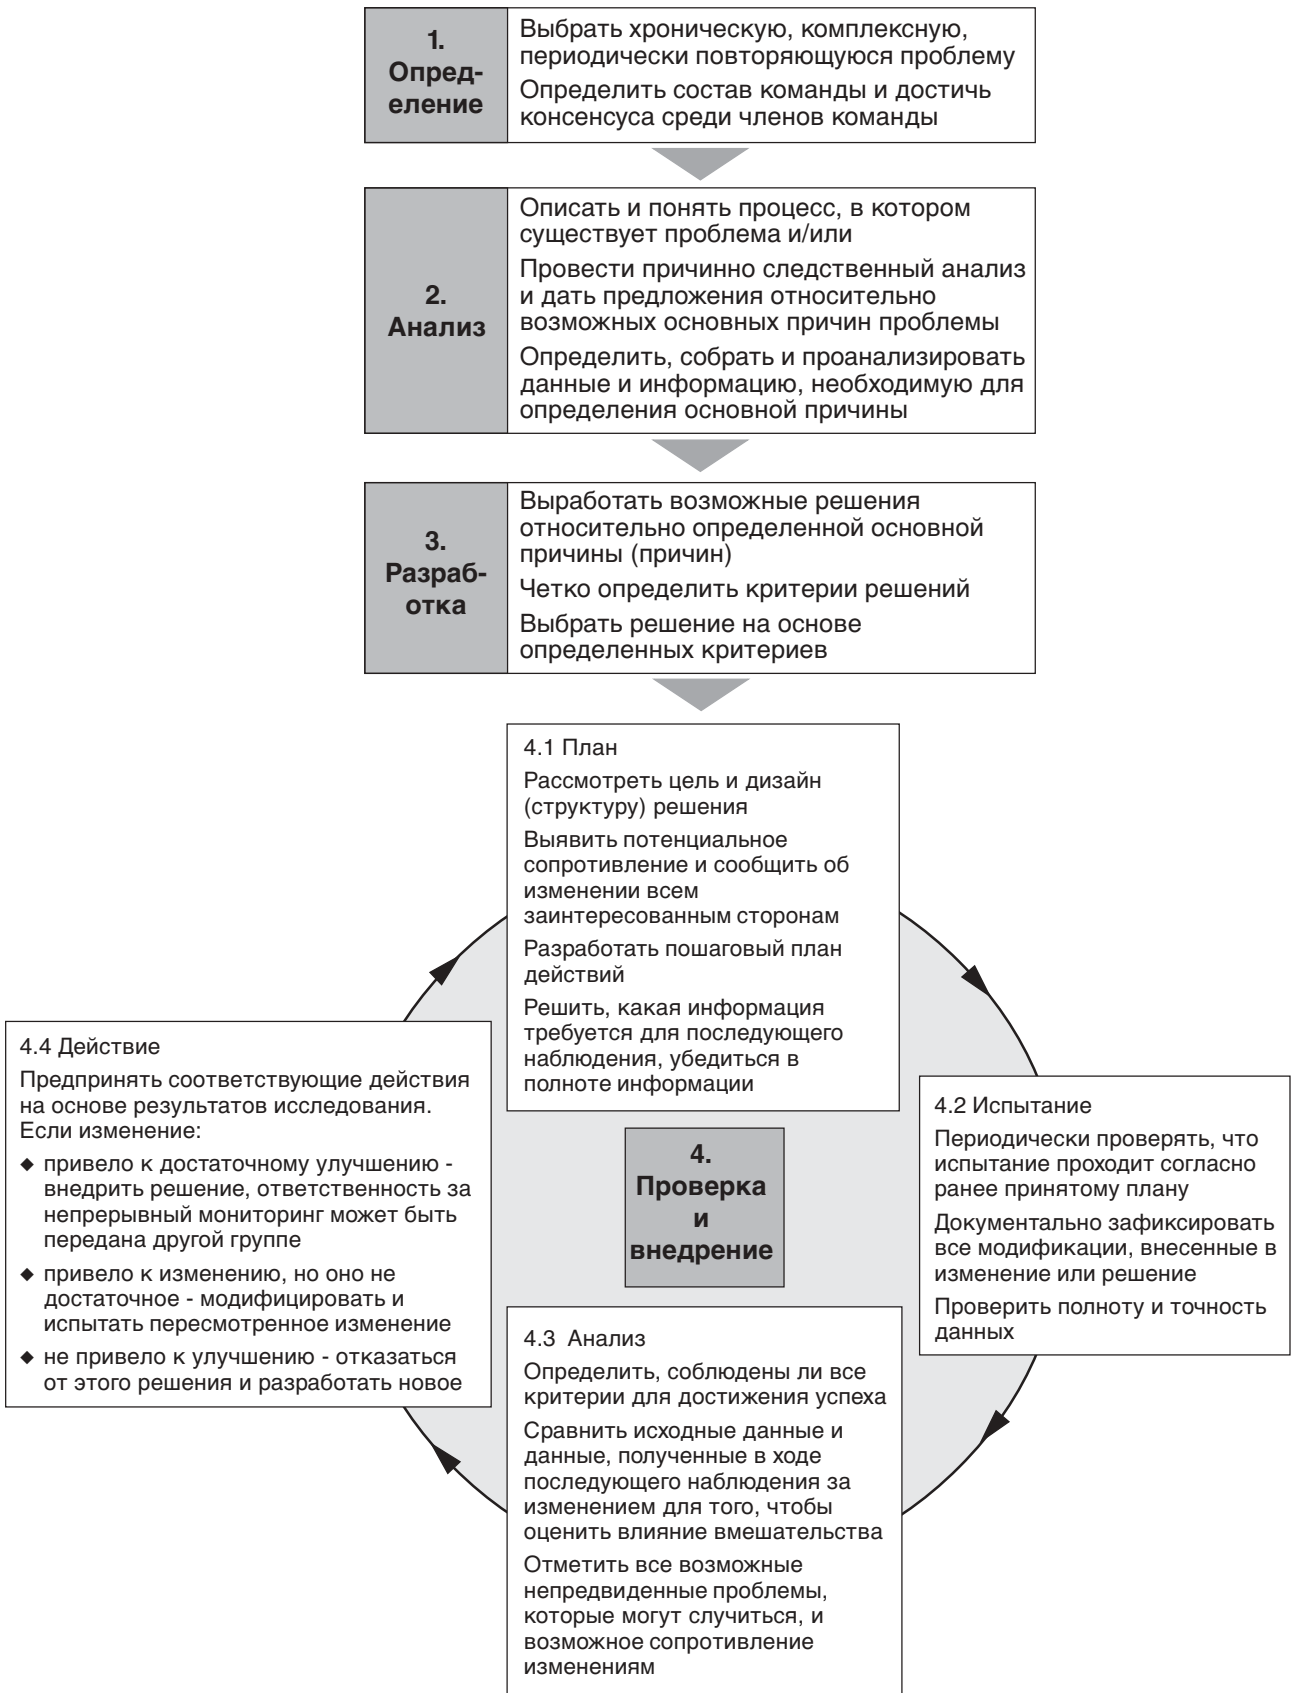 1.
Опред-
еление
Выбрать хроническую, комплексную,
периодически повторяющуюся проблему
Определить состав команды и достичь
консенсуса среди членов команды
2.
Анализ
Описать и понять процесс, в котором
существует проблема и/или
Провести причинно следственный анализ
и дать предложения относительно
возможных основных причин проблемы
Определить, собрать и проанализировать
данные и информацию, необходимую для
определения основной причины
3.
Разраб-
отка
Выработать возможные решения
относительно определенной основной
причины (причин)
Четко определить критерии решений
Выбрать решение на основе
определенных критериев
4.1 План
Рассмотреть цель и дизайн
(структуру) решения
Выявить потенциальное
сопротивление и сообщить об
изменении всем
заинтересованным сторонам
Разработать пошаговый план
действий
Решить, какая информация
требуется для последующего
наблюдения, убедиться в
полноте информации
4.
Проверка
и
внедрение
4.2 Испытание
Периодически проверять, что
испытание проходит согласно
ранее принятому плану
Документально зафиксировать
все модификации, внесенные в
изменение или решение
Проверить полноту и точность
данных
4.3 Анализ
Определить, соблюдены ли все
критерии для достижения успеха
Сравнить исходные данные и
данные, полученные в ходе
последующего наблюдения за
изменением для того, чтобы
оценить влияние вмешательства
Отметить все возможные
непредвиденные проблемы,
которые могут случиться, и
возможное сопротивление
изменениям
4.4 Действие
Предпринять соответствующие действия
на основе результатов исследования.
Если изменение:
◆ привело к достаточному улучшению -
внедрить решение, ответственность за
непрерывный мониторинг может быть
передана другой группе
◆ привело к изменению, но оно не
достаточное - модифицировать и
испытать пересмотренное изменение
◆ не привело к улучшению - отказаться
от этого решения и разработать новое